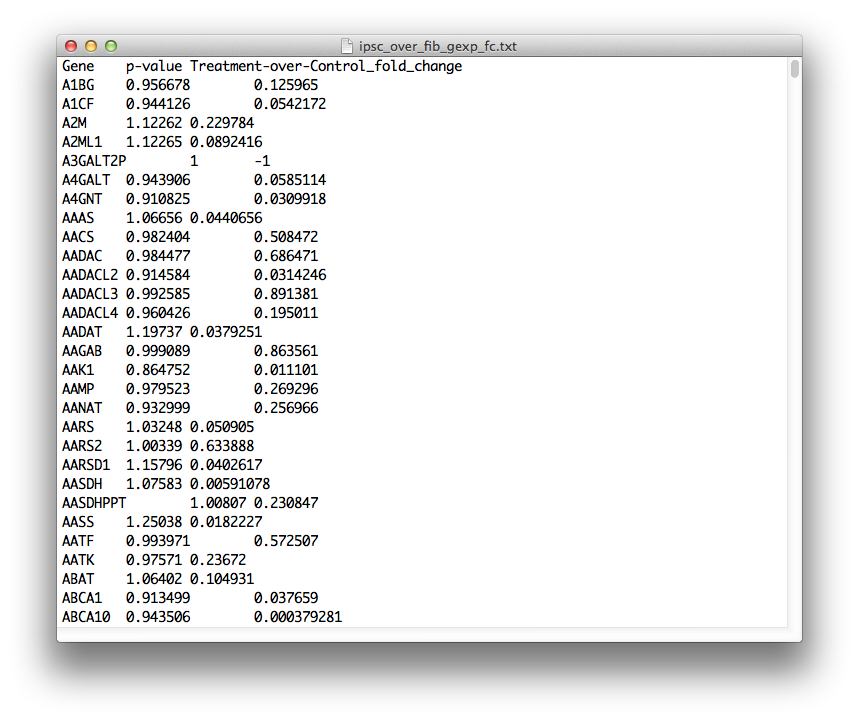 ipsc_over_fib_gexp_fc.txt
Gene p-value Treatment-over-Control_fold_change
A1BG 0.956678 0.125965
A1CF 0.944126 0.0542172
A2M 1.12262 0.229784
A2ML1 1.12265 0.0892416
A3GALT2P 1 -1
A4GALT 0.943906 0.0585114
A4GNT 0.910825 0.0309918
AAAS 1.06656 0.0440656
AACS 0.982404 0.508472
AADAC 0.984477 0.686471
AADACL2 0.914584 0.0314246
AADACL3 0.992585 0.891381
AADACL4 0.960426 0.195011
AADAT 1.19737 0.0379251
AAGAB 0.999089 0.863561
AAK1 0.864752 0.011101
AAMP 0.979523 0.269296
AANAT 0.932999 0.256966
AARS 1.03248 0.050905
AARS2 1.00339 0.633888
AARSD1 1.15796 0.0402617
AASDH 1.07583 0.00591078
AASDHPPT 1.00807 0.230847
AASS 1.25038 0.0182227
AATF 0.993971 0.572507
AATK 0.97571 0.23672
ABAT 1.06402 0.104931
ABCA1 0.913499 0.037659
ABCA10 0.943506 0.000379281